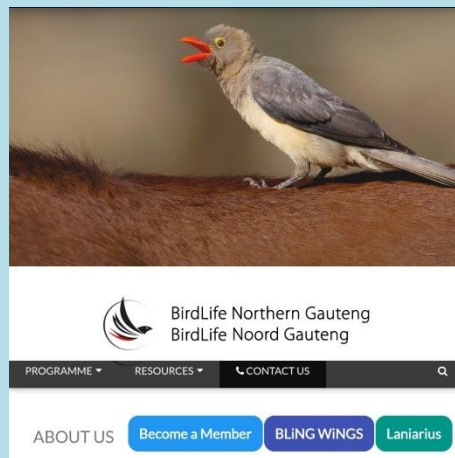 BirdLife Northern Gauteng
BirdLife Noord Gauteng
PROGRAMME RESOURCES CONTACT US
ABOUT US Become a Member BLiNG WiNGS Laniarius